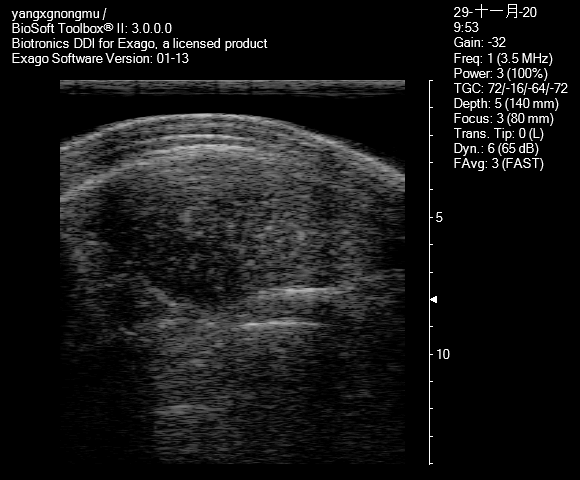 yangxgnongmu /
BioSoft Toolbox® II: 3.0.0.0
Biotronics DDI for Exago, a licensed product
Exago Software Version: 01-13
29-十一月-20
9:53
Gain: -32
Freq: 1 (3.5 MHz)
Power: 3 (100%)
TGC: 72/-16/-64/-72
Depth: 5 (140 mm)
Focus: 3 (80 mm)
Trans. Tip: 0 (L)
Dyn.: 6 (65 dB)
FAvg: 3 (FAST)
5
10